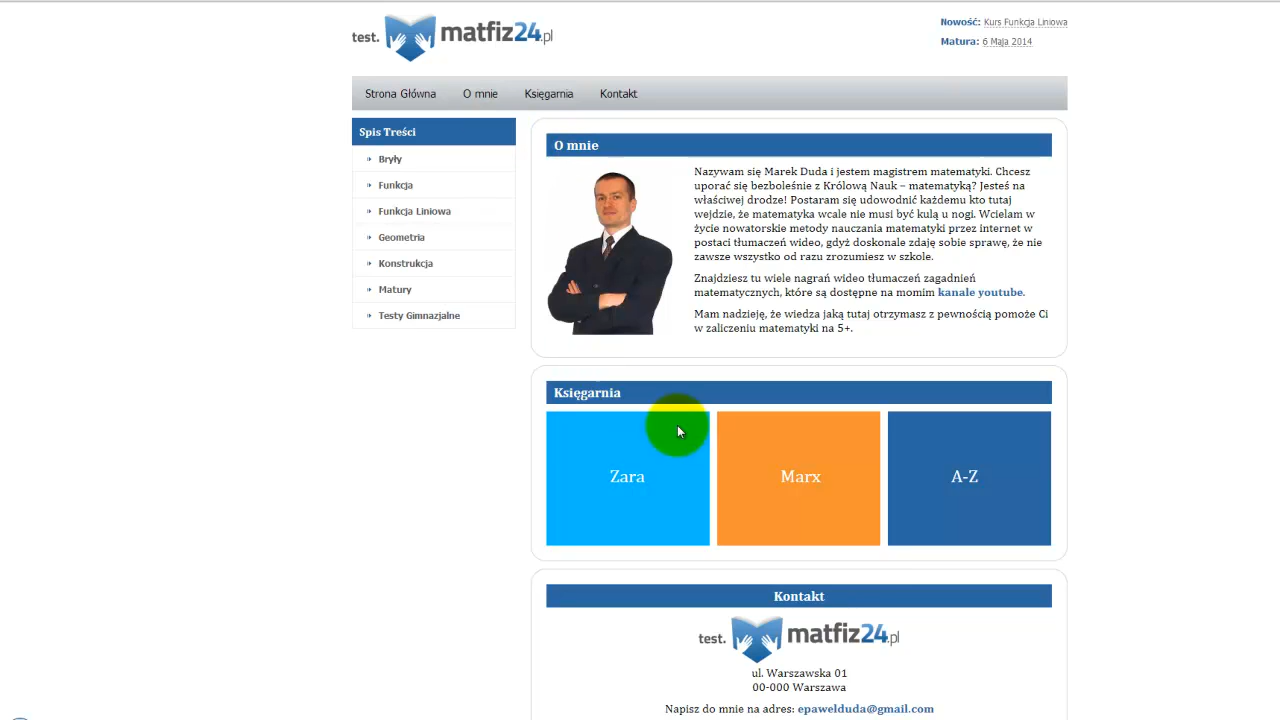 test. matfiz24.pl
Nowość: Kurs Funkcja Liniowa
Matura: 6 Maja 2014
Strona Główna O mnie Księgarnia Kontakt
Spis Treści
Bryły
Funkcja
Funkcja Liniowa
Geometria
Konstrukcja
Matury
Testy Gimnazjalne
O mnie
Nazywam się Marek Duda i jestem magistrem matematyki. Chcesz
uporać się bezboleśnie z Królową Nauk – matematyką? Jesteś na
właściwej drodze! Postaram się udowodnić każdemu kto tutaj
wejdzie, że matematyka wcale nie musi być kulą u nogi. Wcielam w
życie nowatorskie metody nauczania matematyki przez internet w
postaci tłumaczeń wideo, gdyż doskonale zdaję sobie sprawę, że nie
zawsze wszystko od razu zrozumiesz w szkole.
Znajdziesz tu wiele nagrań wideo tłumaczeń zagadnień
matematycznych, które są dostępne na momim kanale youtube.
Mam nadzieję, że wiedza jaką tutaj otrzymasz z pewnością pomoże Ci
w zaliczeniu matematyki na 5+.
Księgarnia
Zara Marx A-Z
Kontakt
test. matfiz24.pl
ul. Warszawska 01
00-000 Warszawa
Napisz do mnie na adres: epawelduda@gmail.com